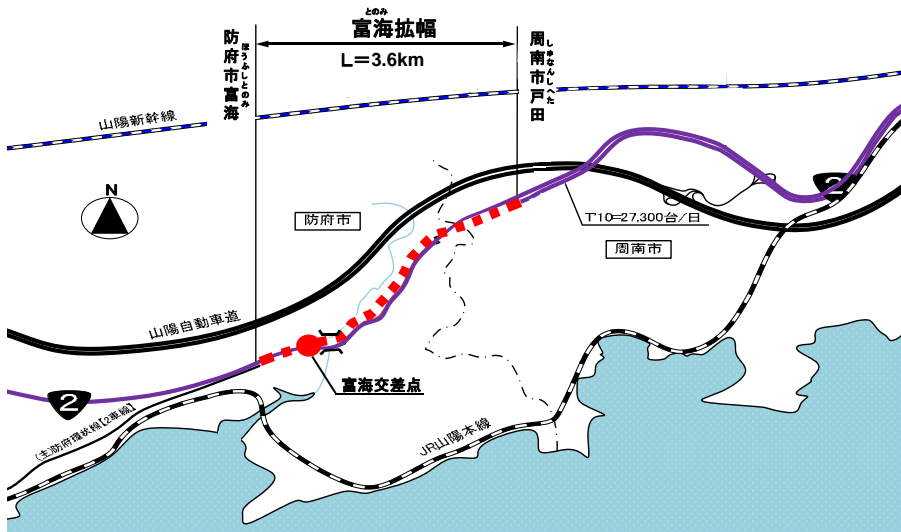 とのみ
富海拡幅
L=3.6km
防府市富海
ほうふしとのみ
周南市戸田
しゅなんしへた
山陽新幹線
N
防府市
2
T10=27,300台/日
周南市
山陽自動車道
富海交差点
2
(主)防府環状線【2車線】
JR山陽本線